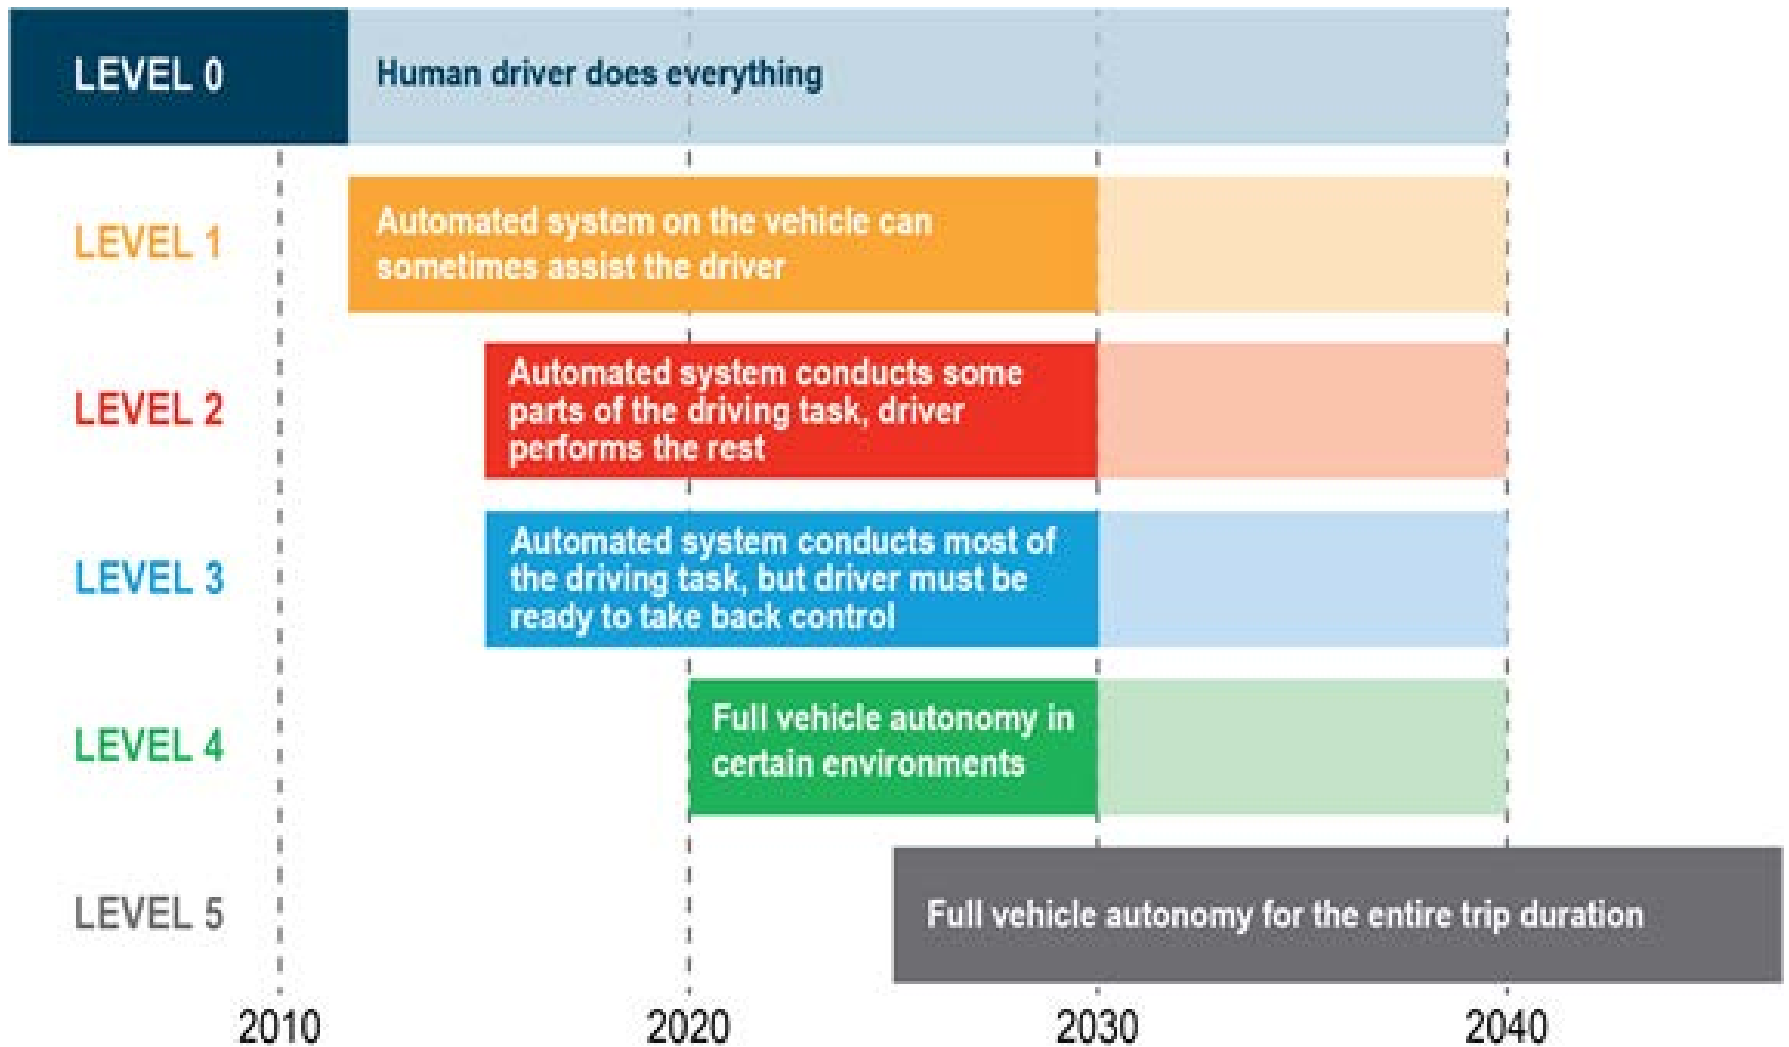 LEVEL 0
Human driver does everything
LEVEL 1
Automated system on the vehicle can
sometimes assist the driver
LEVEL 2
Automated system conducts some
parts of the driving task, driver
performs the rest
LEVEL 3
Automated system conducts most of
the driving task, but driver must be
ready to take back control
LEVEL 4
Full vehicle autonomy in
certain environments
LEVEL 5
Full vehicle autonomy for the entire trip duration
2010 2020 2030 2040